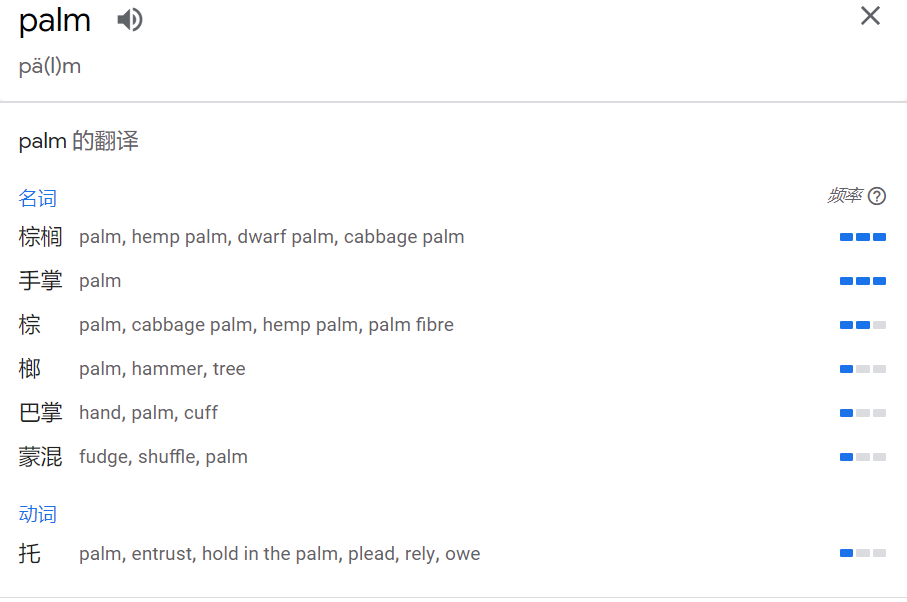 palm
pä(l)m
palm 的翻译
名词 频率
棕榈 palm, hemp palm, dwarf palm, cabbage palm
手掌 palm
棕 palm, cabbage palm, hemp palm, palm fibre
榔 palm, hammer, tree
巴掌 hand, palm, cuff
蒙混 fudge, shuffle, palm
动词
托 palm, entrust, hold in the palm, plead, rely, owe